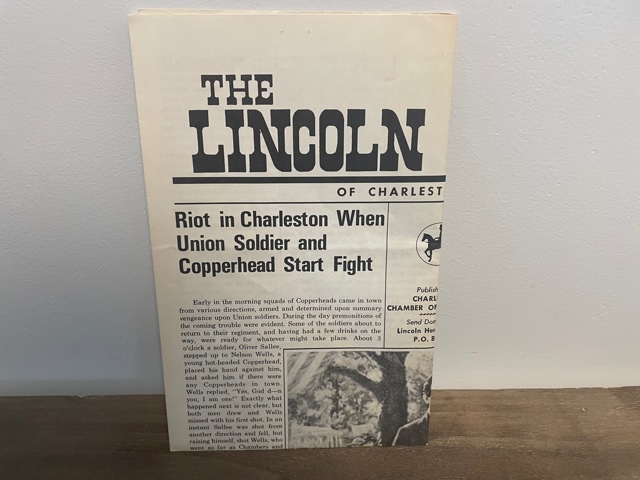 THE
LINCOLN
OF CHARLEST
Riot in Charleston When
Union Soldier and
Copperhead Start Fight
Early in the morning squads of Copperheads came in town
from various directions, armed and determined upon summary
vengeance upon Union soldiers. During the day premonitions of
the coming trouble were evident. Some of the soldiers about to
return to their regiment, and having had a few drinks on the
way, were ready for whatever might take place. About 3
o'clock a soldier, Oliver Sallee,
stepped up to Nelson Wells, a
young hot-headed Copperhead,
placed his hand against him,
and asked him if there were
any Copperheads in town.
Wells replied, "Yes, God d—n
you, I am one!" Exactly what
happened next is not clear, but
both men drew and Wells
missed with his first shot. In an
instant Sallee was shot from
another direction and fell, but
raising himself, shot Wells, who
went as far as Chambers and
Publish
CHARL
CHAMBER OF
Send Don
Lincoln Her
P.O. B